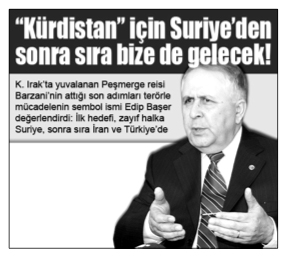 “Kürdistan” için Suriye’den
sonra sıra bize de gelecek!
K. Irak’ta yuvalanan Peşmerge reisi
Barzani’nin attığı son adımları terörle
mücadelenin sembol ismi Edip Başer
değerlendirdi: İlk hedefi, zayıf halka
Suriye, sonra sıra İran ve Türkiye’de